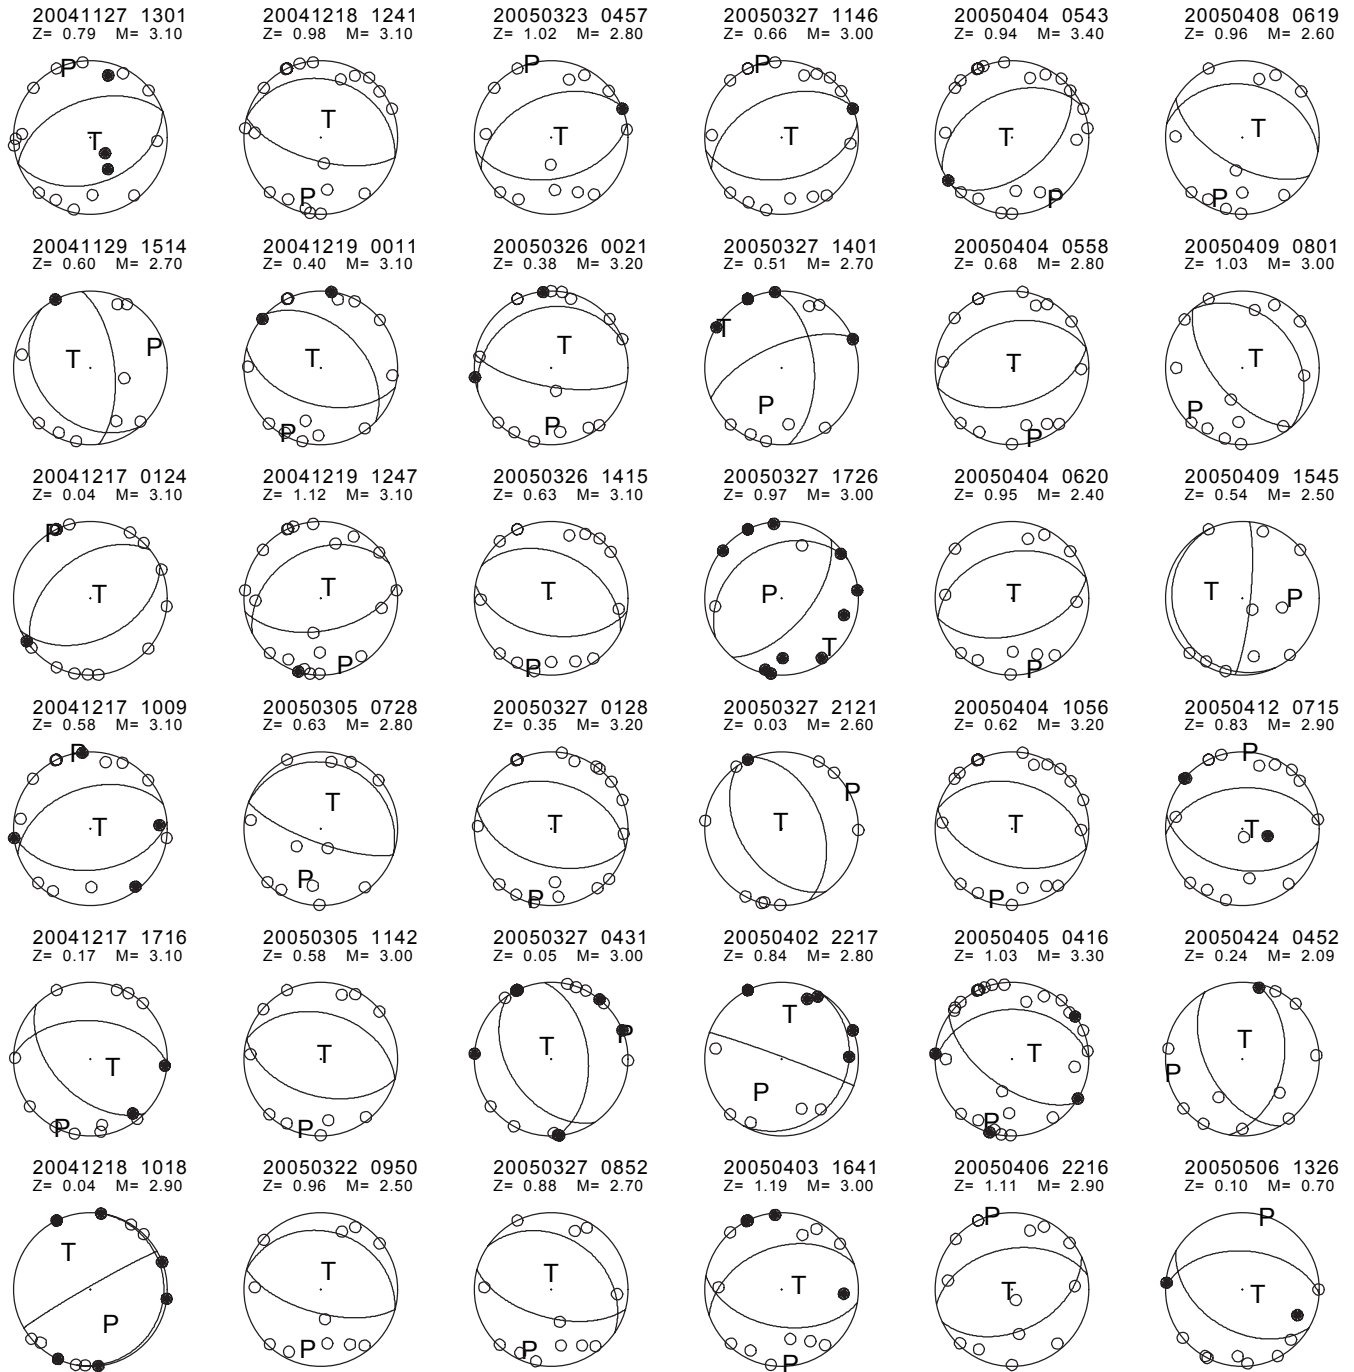 20041127 1301 20041218 1241 20050323 0457 20050327 1146 20050404 0543 20050408 0619
Z= 0.79 M= 3.10 Z= 0.98 M= 3.10 Z= 1.02 M= 2.80 Z= 0.66 M= 3.00 Z= 0.94 M= 3.40 Z= 0.96 M= 2.60
P P
T T T T T T
P P P
20041129 1514 20041219 0011 20050326 0021 20050327 1401 20050404 0558 20050409 0801
Z= 0.60 M= 2.70 Z= 0.40 M= 3.10 Z= 0.38 M= 3.20 Z= 0.51 M= 2.70 Z= 0.68 M= 2.80 Z= 1.03 M= 3.00
T P T T T T T
P P P P P
20041217 0124 20041219 1247 20050326 1415 20050327 1726 20050404 0620 20050409 1545
Z= 0.04 M= 3.10 Z= 1.12 M= 3.10 Z= 0.63 M= 3.10 Z= 0.97 M= 3.00 Z= 0.95 M= 2.40 Z= 0.54 M= 2.50
P
T T T P T T P
P P T P
20041217 1009 20050305 0728 20050327 0128 20050327 2121 20050404 1056 20050412 0715
Z= 0.58 M= 3.10 Z= 0.63 M= 2.80 Z= 0.35 M= 3.20 Z= 0.03 M= 2.60 Z= 0.62 M= 3.20 Z= 0.83 M= 2.90
P P P
T T T T T T
P P P
20041217 1716 20050305 1142 20050327 0431 20050402 2217 20050405 0416 20050424 0452
Z= 0.17 M= 3.10 Z= 0.58 M= 3.00 Z= 0.05 M= 3.00 Z= 0.84 M= 2.80 Z= 1.03 M= 3.30 Z= 0.24 M= 2.09
T T T P T T T
P P P P P
20041218 1018 20050322 0950 20050327 0852 20050403 1641 20050406 2216 20050506 1326
Z= 0.04 M= 2.90 Z= 0.96 M= 2.50 Z= 0.88 M= 2.70 Z= 1.19 M= 3.00 Z= 1.11 M= 2.90 Z= 0.10 M= 0.70
P P
T T T T T T
P P P P